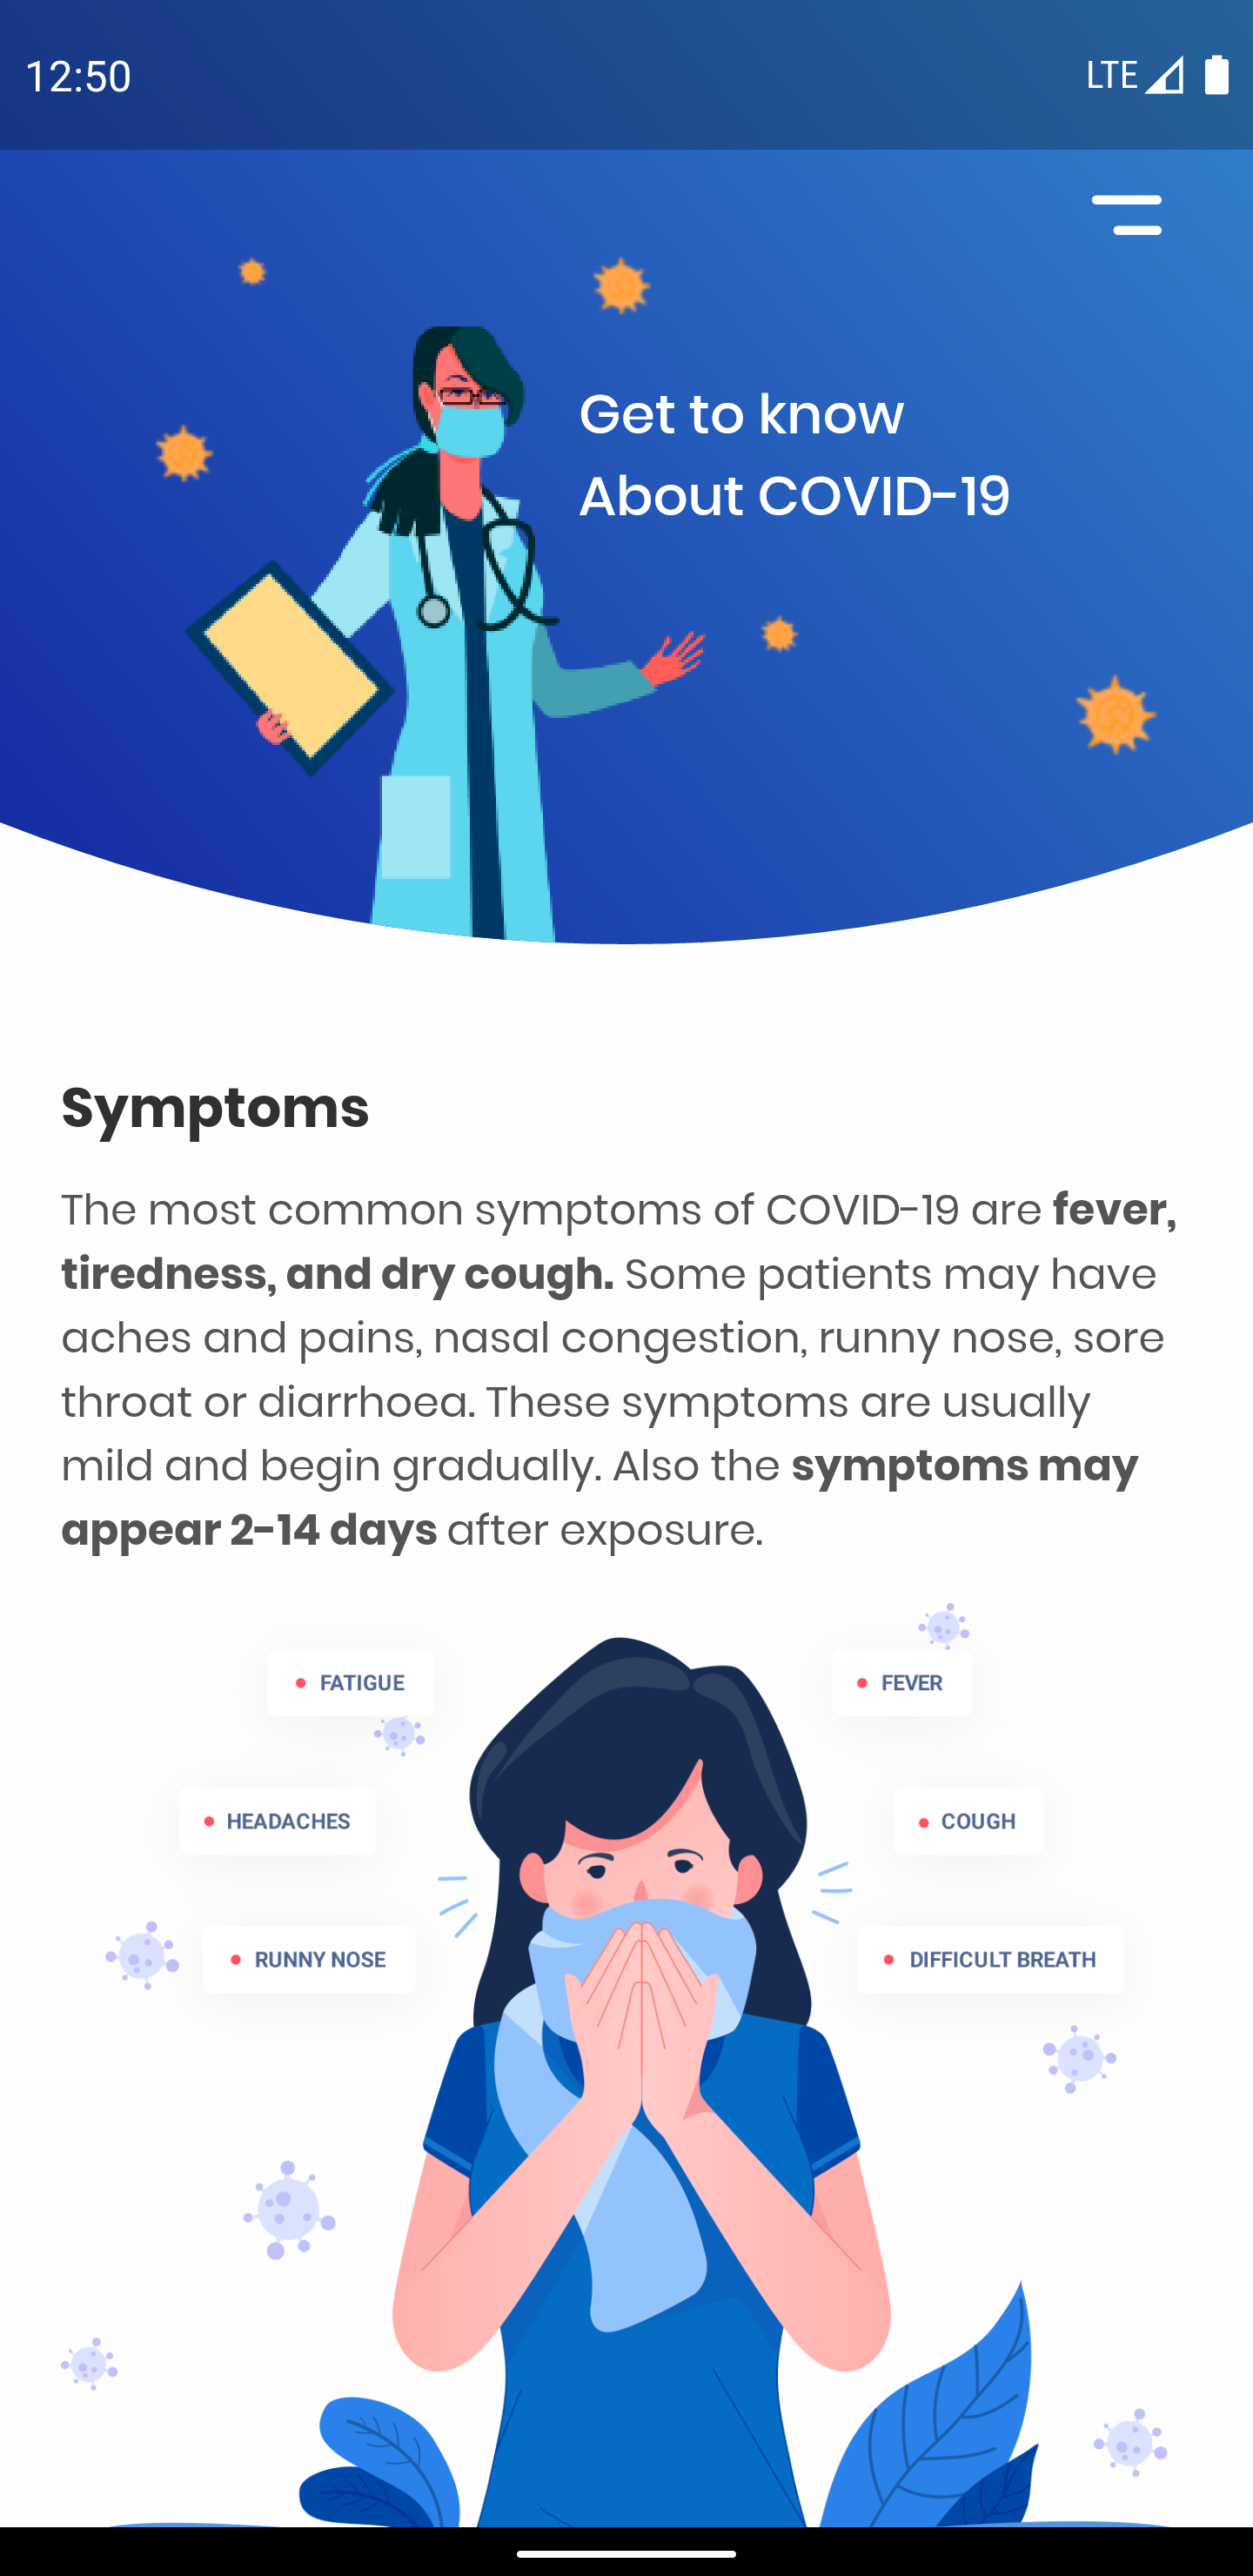 12:50
LTE
Get to know
About COVID-19
Symptoms
The most common symptoms of COVID-19 are fever,
tiredness, and dry cough. Some patients may have
aches and pains, nasal congestion, runny nose, sore
throat or diarrhoea. These symptoms are usually
mild and begin gradually. Also the symptoms may
appear 2-14 days after exposure.
FATIGUE
FEVER
HEADACHES
COUGH
RUNNY NOSE
DIFFICULT BREATH